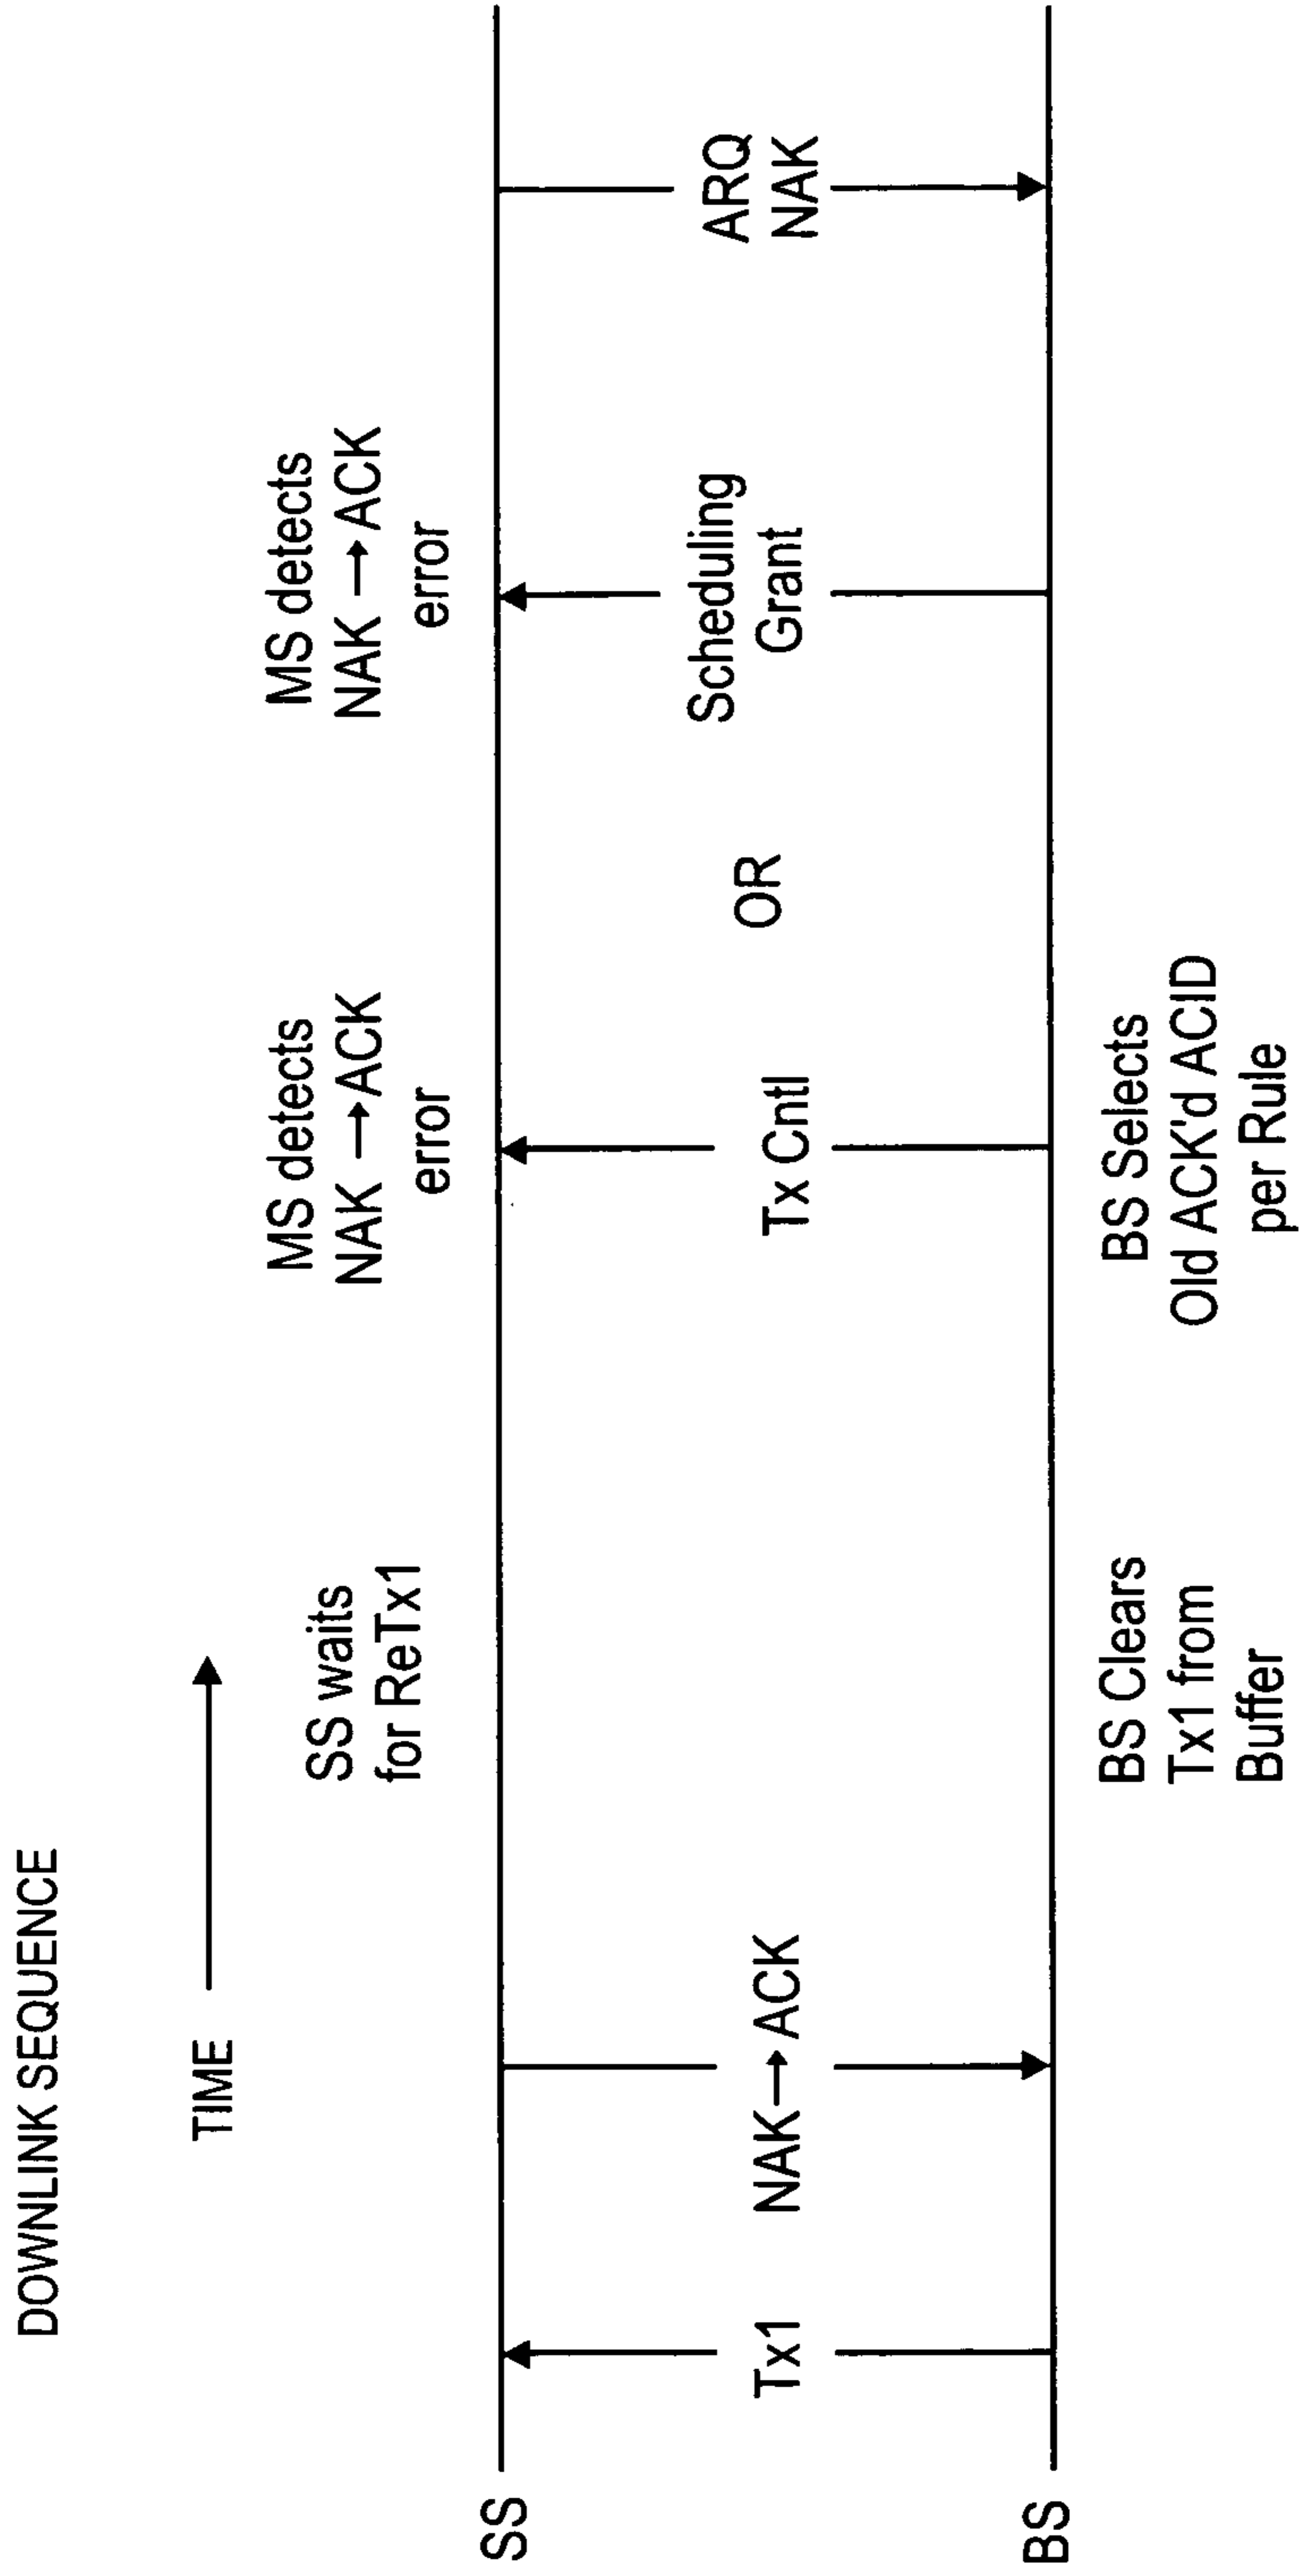 DOWNLINK SEQUENCE
TIME
SS waits
for ReTx1
MS detects
NAK → ACK
error
MS detects
NAK → ACK
error
SS
Tx1
NAK → ACK
Tx Cntl
OR
Scheduling
Grant
ARQ
NAK
BS
BS Clears
Tx1 from
Buffer
BS Selects
Old ACK'd ACID
per Rule